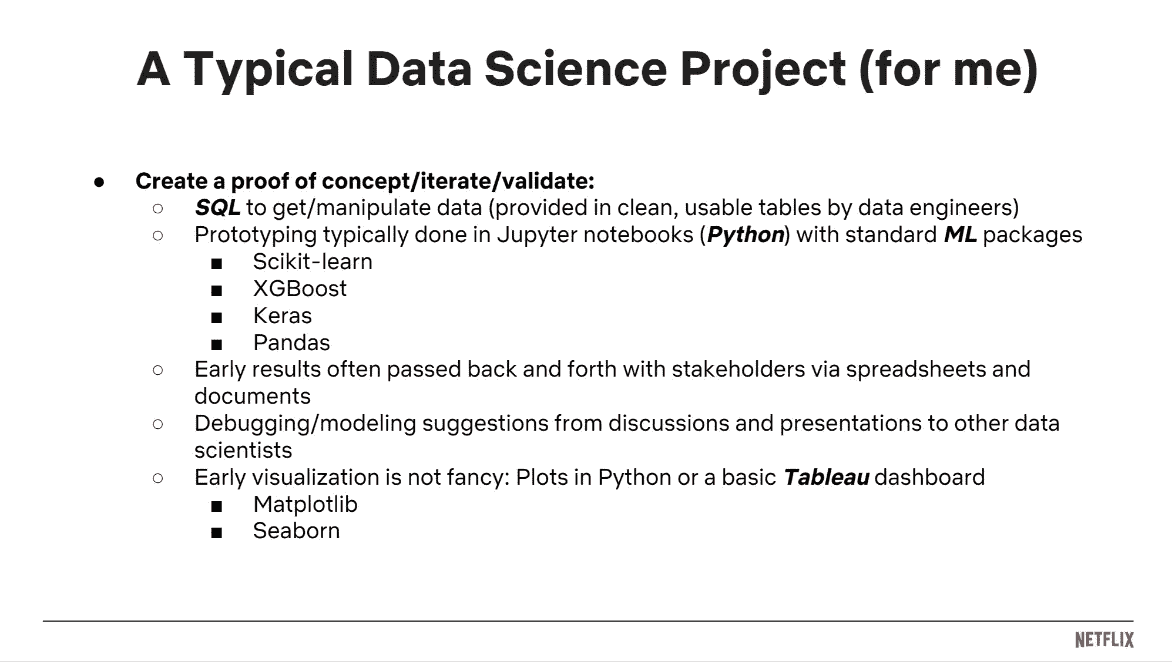 A Typical Data Science Project (for me)
● Create a proof of concept/iterate/validate:
○ SQL to get/manipulate data (provided in clean, usable tables by data engineers)
○ Prototyping typically done in Jupyter notebooks (Python) with standard ML packages
■ Scikit-learn
■ XGBoost
■ Keras
■ Pandas
○ Early results often passed back and forth with stakeholders via spreadsheets and
documents
○ Debugging/modeling suggestions from discussions and presentations to other data
scientists
○ Early visualization is not fancy: Plots in Python or a basic Tableau dashboard
■ Matplotlib
■ Seaborn
NETFLIX